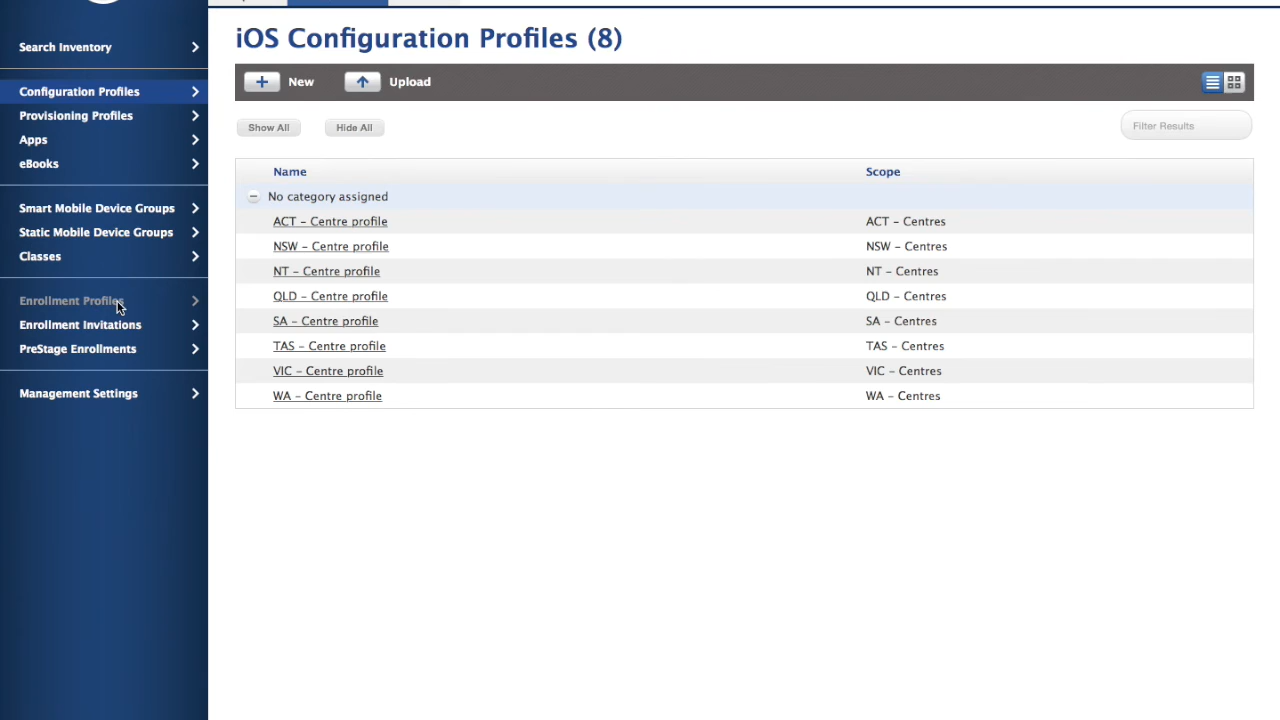 iOS Configuration Profiles (8)
Search Inventory
Configuration Profiles
Provisioning Profiles
Apps
eBooks
Smart Mobile Device Groups
Static Mobile Device Groups
Classes
Enrollment Profiles
Enrollment Invitations
PreStage Enrollments
Management Settings
New Upload
Show All Hide All Filter Results
Name Scope
No category assigned
ACT – Centre profile ACT – Centres
NSW – Centre profile NSW – Centres
NT – Centre profile NT – Centres
QLD – Centre profile QLD – Centres
SA – Centre profile SA – Centres
TAS – Centre profile TAS – Centres
VIC – Centre profile VIC – Centres
WA – Centre profile WA – Centres